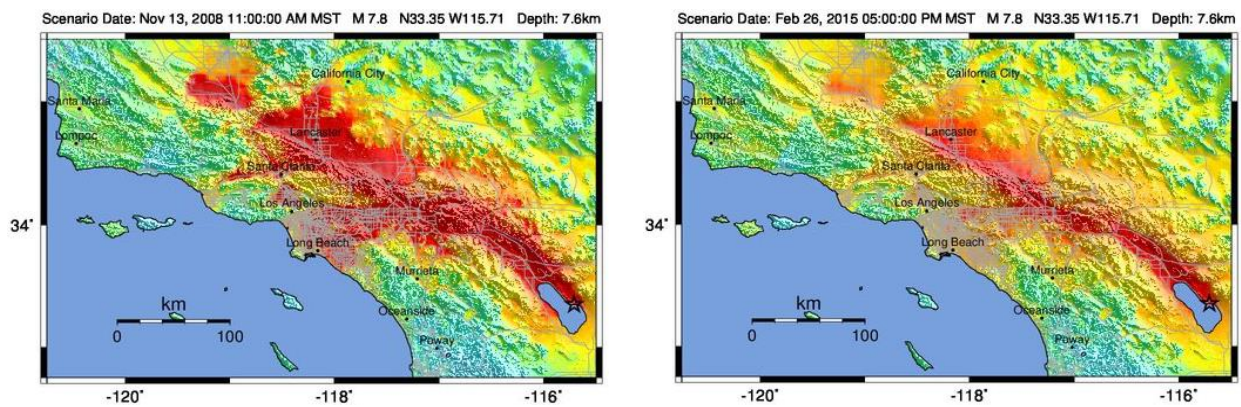 Scenario Date: Nov 13, 2008 11:00:00 AM MST M 7.8 N33.35 W115.71 Depth: 7.6km
California City
Santa Maria
Lancaster
Lompoc
Santa Clarita
Los Angeles
34°
Long Beach
Murrieta
km
Oceanside
0 100
Poway
-120° -119° -118° -117° -116°
Scenario Date: Feb 26, 2015 05:00:00 PM MST M 7.8 N33.35 W115.71 Depth: 7.6km
California City
Santa Maria
Lancaster
Lompoc
Santa Clarita
Los Angeles
34°
Long Beach
Murrieta
km
Oceanside
0 100
Poway
-120° -119° -118° -117° -116°